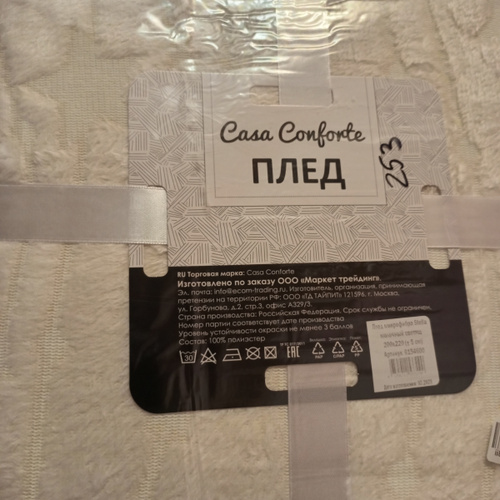 Casa Conforte
ПЛЕД
253
RU Торговая марка: Casa Conforte
Изготовлено по заказу ООО «Маркет трейдинг»
Эл. почта: info@ecom-trading.ru. Изготовитель, организация, принимающая
претензии на территории РФ: ООО «ТД ТАЙПИТ» 121596, г. Москва,
ул. Горбунова, д.2, стр.3, офис А329/3.
Страна производства: Российская Федерация. Срок службы не ограничен.
Номер партии соответствует дате производства
Уровень устойчивости окраски не менее 3 баллов
Состав: 100% полиэстер
30
EAC